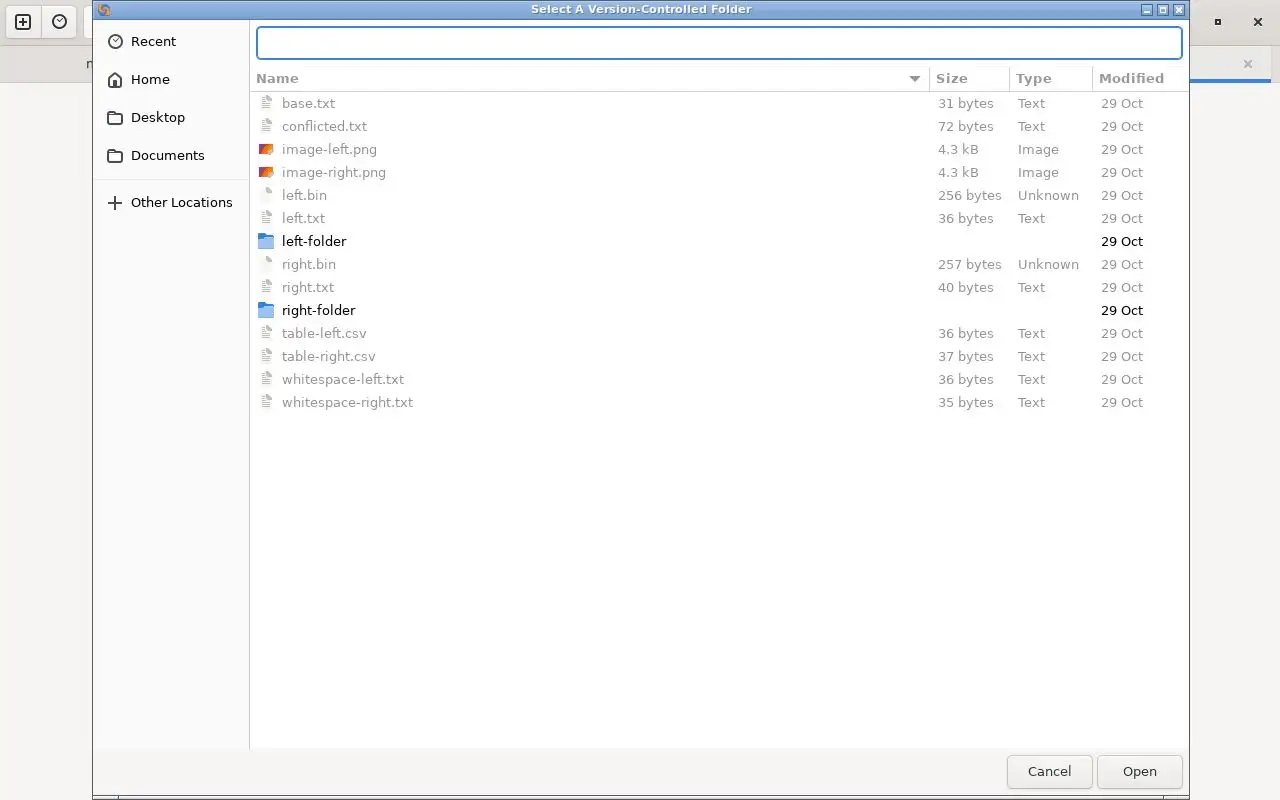 Select A Version-Controlled Folder
Recent
Home
Desktop
Documents
Other Locations
Name Size Type Modified
base.txt 31 bytes Text 29 Oct
conflicted.txt 72 bytes Text 29 Oct
image-left.png 4.3 kB Image 29 Oct
image-right.png 4.3 kB Image 29 Oct
left.bin 256 bytes Unknown 29 Oct
left.txt 36 bytes Text 29 Oct
left-folder 29 Oct
right.bin 257 bytes Unknown 29 Oct
right.txt 40 bytes Text 29 Oct
right-folder 29 Oct
table-left.csv 36 bytes Text 29 Oct
table-right.csv 37 bytes Text 29 Oct
whitespace-left.txt 36 bytes Text 29 Oct
whitespace-right.txt 35 bytes Text 29 Oct
Cancel Open